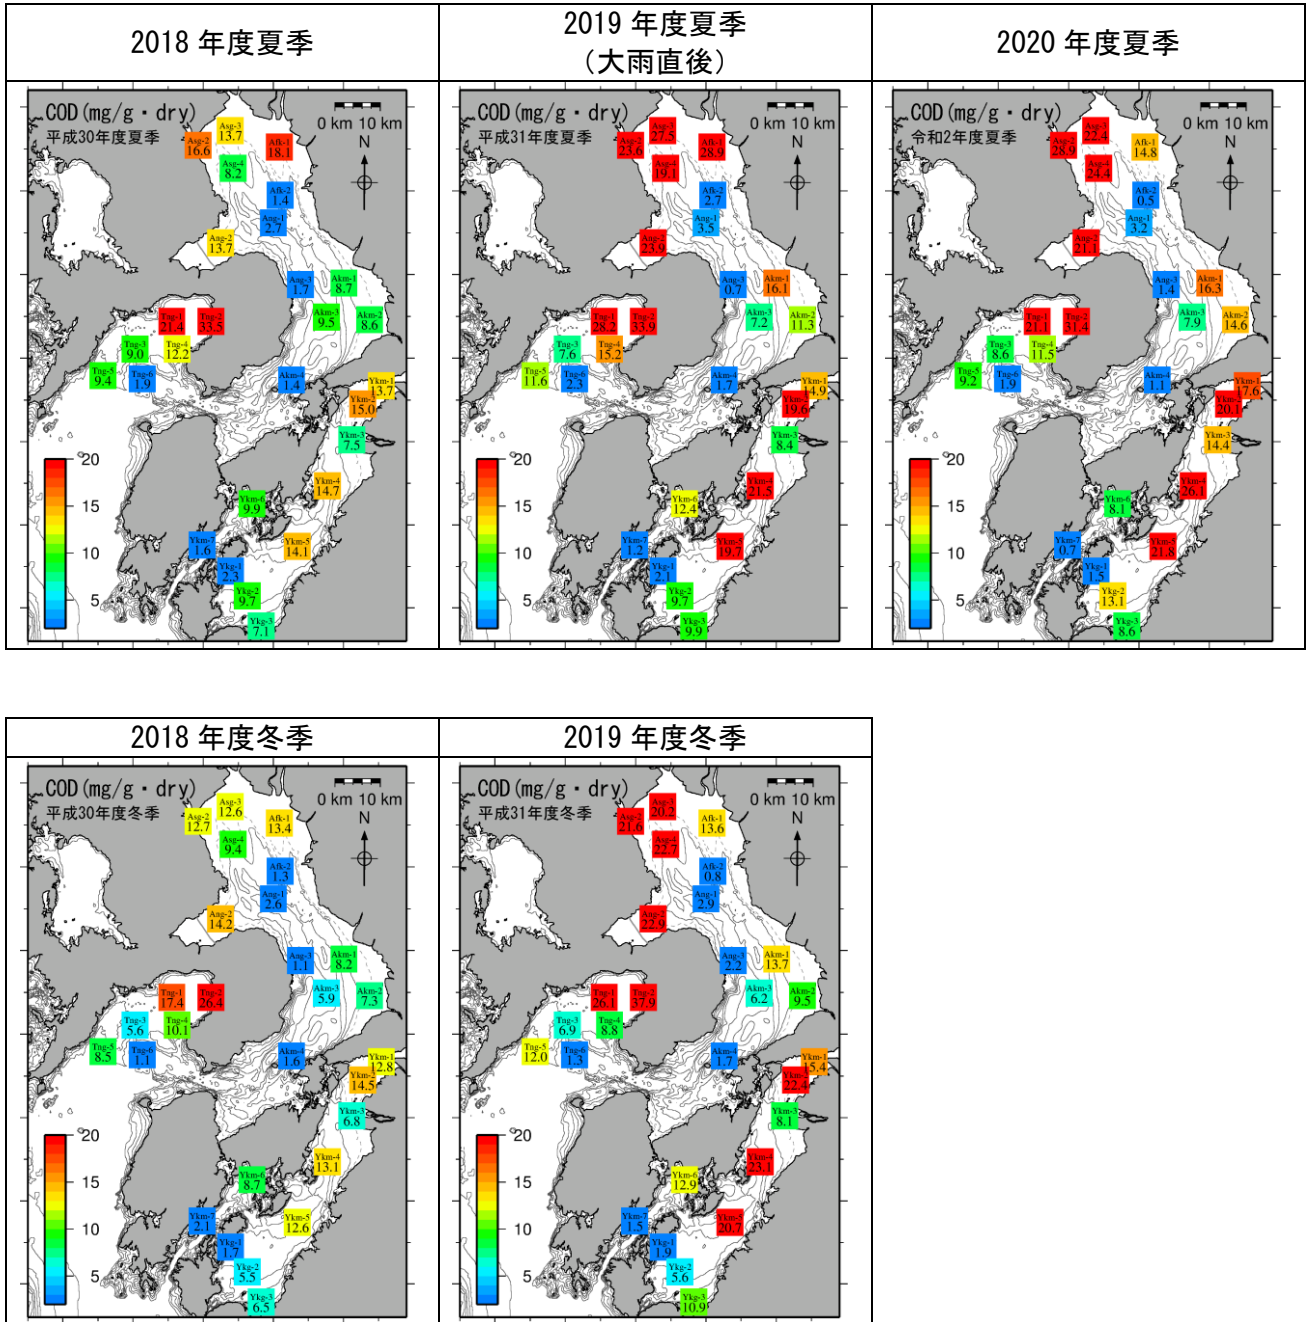 2018 年度夏季
2019 年度夏季
(大雨直後)
2020 年度夏季
COD(mg/g・dry)
平成30年度夏季
0 km 10 km
N
Asg-3
13.7
Asg-2
16.6
Afk-1
18.1
Asg-4
8.2
Afk-2
1.4
Ang-1
2.7
Ang-2
13.7
Ang-3
1.7
Akm-1
8.7
Akm-3
9.5
Akm-2
8.6
Tng-1
21.4
Tng-2
33.5
Tng-3
9.0
Tng-4
12.2
Tng-5
9.4
Tng-6
1.9
Akm-4
1.4
Ykm-1
13.7
Ykm-2
15.0
Ykm-3
7.5
Ykm-4
14.7
Ykm-6
9.9
Ykm-7
1.6
Ykm-5
14.1
Ykg-1
2.3
Ykg-2
9.7
Ykg-3
7.1
20
15
10
5
COD(mg/g・dry)
平成31年度夏季
0 km 10 km
N
Asg-3
27.5
Asg-2
23.6
Afk-1
28.9
Asg-4
19.1
Afk-2
2.7
Ang-1
3.5
Ang-2
23.9
Ang-3
0.7
Akm-1
16.1
Akm-3
7.2
Akm-2
11.3
Tng-1
28.2
Tng-2
33.9
Tng-3
7.6
Tng-4
15.2
Tng-5
11.6
Tng-6
2.3
Akm-4
1.7
Ykm-1
14.9
Ykm-2
19.6
Ykm-3
8.4
Ykm-4
21.5
Ykm-6
12.4
Ykm-7
1.2
Ykm-5
19.7
Ykg-1
2.1
Ykg-2
9.7
Ykg-3
9.9
20
15
10
5
COD(mg/g・dry)
令和2年度夏季
0 km 10 km
N
Asg-3
22.4
Asg-2
28.9
Afk-1
14.8
Asg-4
24.4
Afk-2
0.5
Ang-1
3.2
Ang-2
21.1
Ang-3
1.4
Akm-1
16.3
Akm-3
7.9
Akm-2
14.6
Tng-1
21.1
Tng-2
31.4
Tng-3
8.6
Tng-4
11.5
Tng-5
9.2
Tng-6
1.9
Akm-4
1.1
Ykm-1
17.6
Ykm-2
20.1
Ykm-3
14.4
Ykm-4
26.1
Ykm-6
8.1
Ykm-7
0.7
Ykm-5
21.8
Ykg-1
1.5
Ykg-2
13.1
Ykg-3
8.6
20
15
10
5
2018 年度冬季
2019 年度冬季
COD(mg/g・dry)
平成30年度冬季
0 km 10 km
N
Asg-3
12.6
Asg-2
12.7
Afk-1
13.4
Asg-4
9.4
Afk-2
1.3
Ang-1
2.6
Ang-2
14.2
Ang-3
1.1
Akm-1
8.2
Akm-3
5.9
Akm-2
7.3
Tng-1
17.4
Tng-2
26.4
Tng-3
5.6
Tng-4
10.1
Tng-5
8.5
Tng-6
1.1
Akm-4
1.6
Ykm-1
12.8
Ykm-2
14.5
Ykm-3
6.8
Ykm-4
13.1
Ykm-6
8.7
Ykm-7
2.1
Ykm-5
12.6
Ykg-1
1.7
Ykg-2
5.5
Ykg-3
6.5
20
15
10
5
COD(mg/g・dry)
平成31年度冬季
0 km 10 km
N
Asg-3
20.2
Asg-2
21.6
Afk-1
13.6
Asg-4
22.7
Afk-2
0.8
Ang-1
2.9
Ang-2
22.9
Ang-3
2.2
Akm-1
13.7
Akm-3
6.2
Akm-2
9.5
Tng-1
26.1
Tng-2
37.9
Tng-3
6.9
Tng-4
8.8
Tng-5
12.0
Tng-6
1.3
Akm-4
1.7
Ykm-1
15.4
Ykm-2
22.4
Ykm-3
8.1
Ykm-4
23.1
Ykm-6
12.9
Ykm-7
1.5
Ykm-5
20.7
Ykg-1
1.9
Ykg-2
5.6
Ykg-3
10.9
20
15
10
5